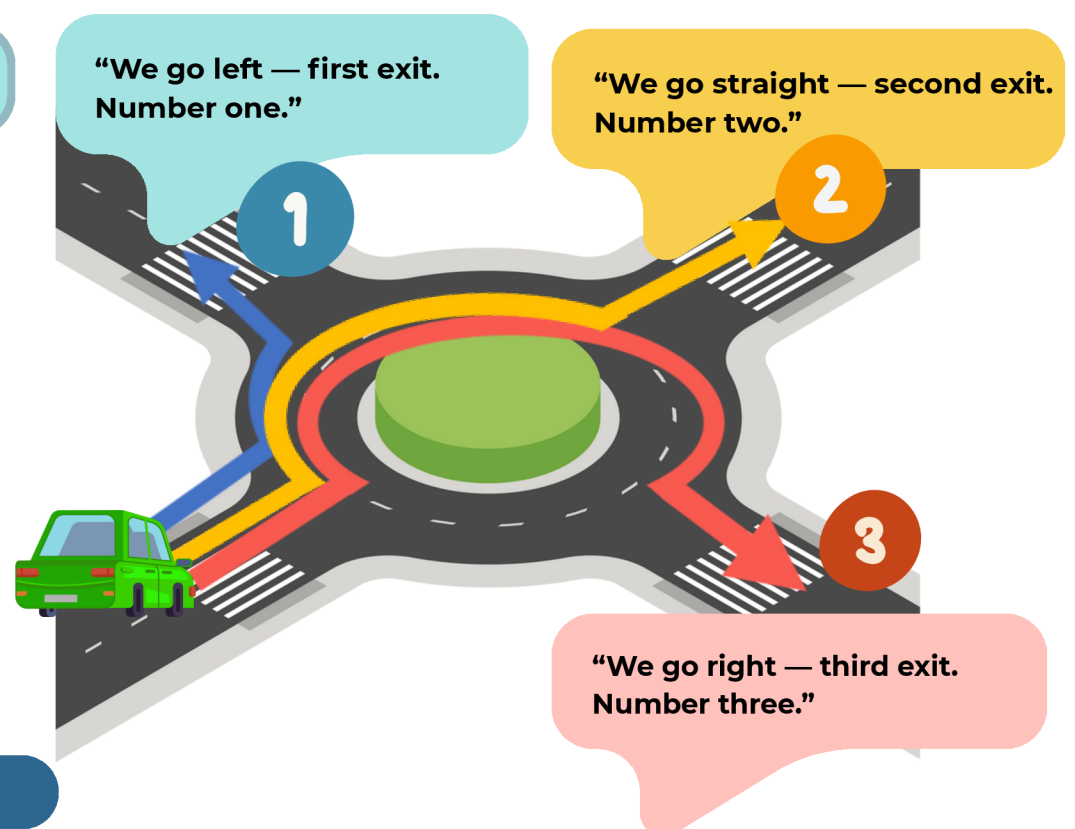 “We go left — first exit.
Number one.”
“We go straight — second exit.
Number two.”
1
2
3
“We go right — third exit.
Number three.”